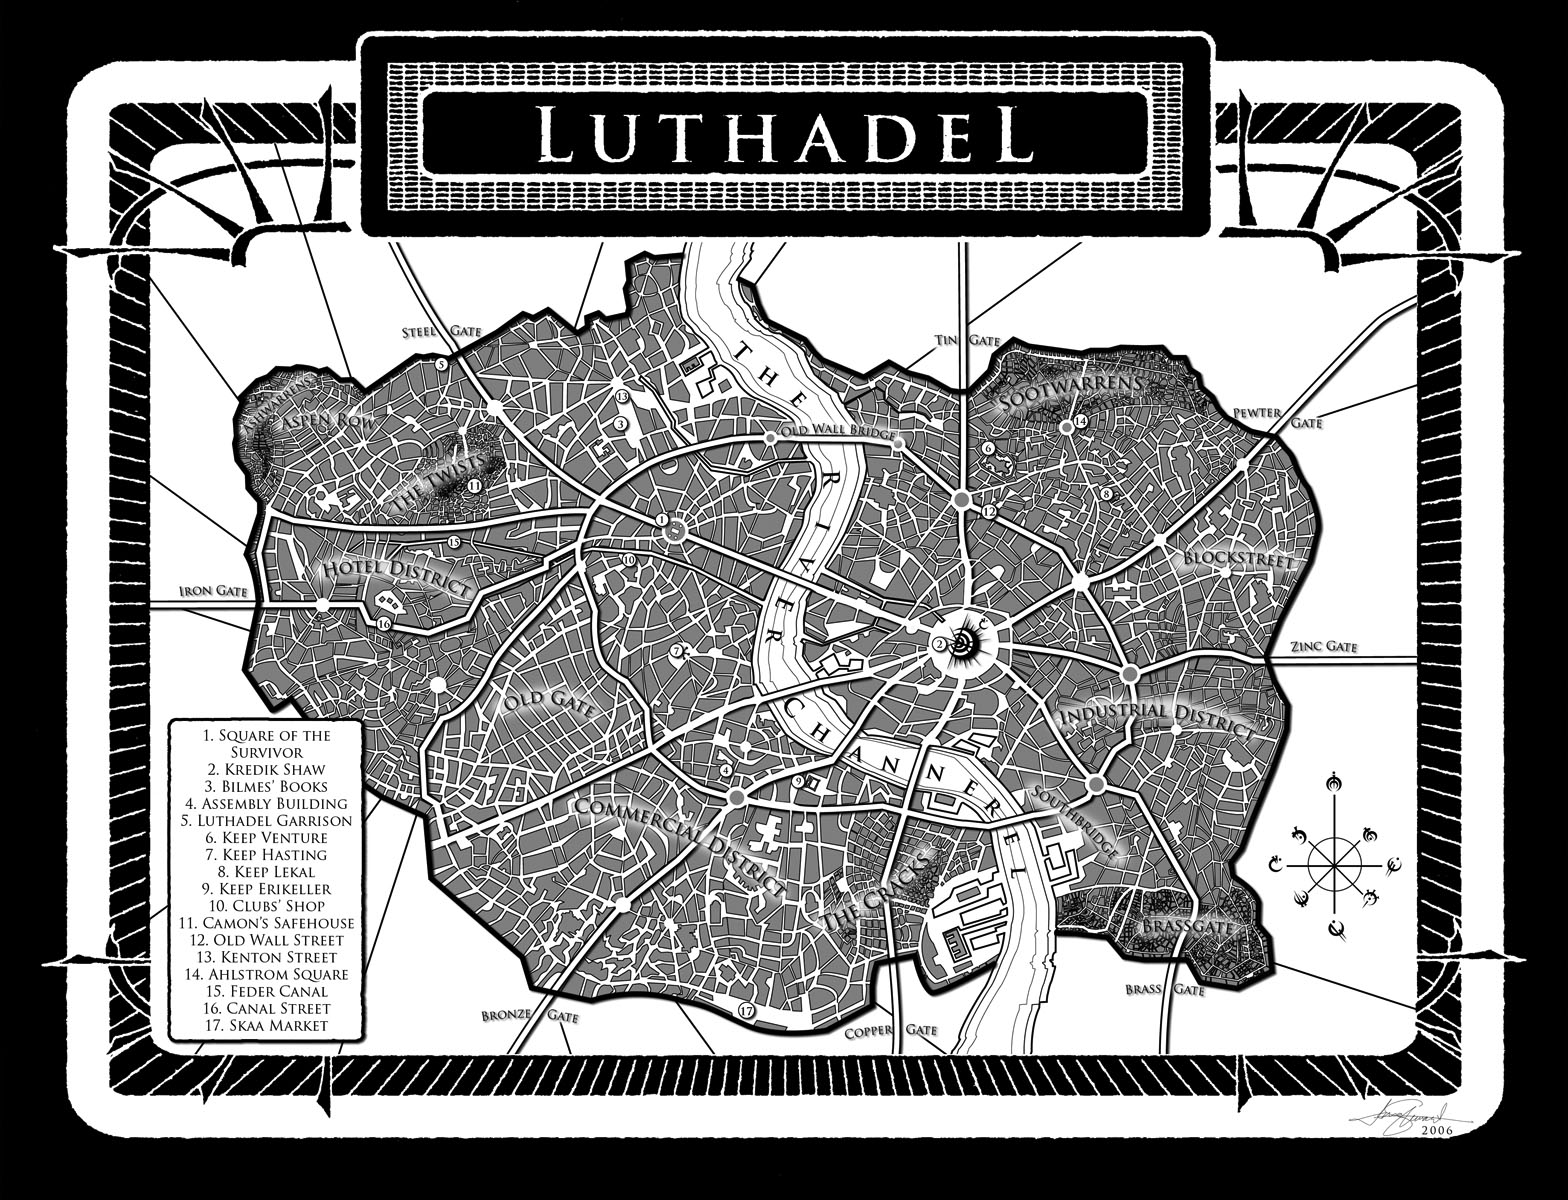 LUTHADEL
STEEL GATE
TIN GATE
ASHWARRENS
ASPEN ROW
SOOTWARRENS
PEWTER GATE
THE TWISTS
OLD WALL BRIDGE
THE RIVER CHANNEREL
BLOCKSTREET
HOTEL DISTRICT
IRON GATE
ZINC GATE
OLD GATE
INDUSTRIAL DISTRICT
COMMERCIAL DISTRICT
SOUTHBRIDGE
THE CRACKS
BRASSGATE
BRASS GATE
BRONZE GATE
COPPER GATE
5
13
3
14
6
11
8
12
1
15
10
16
2
7
4
9
17
1. SQUARE OF THE
SURVIVOR
2. KREDIK SHAW
3. BILMES' BOOKS
4. ASSEMBLY BUILDING
5. LUTHADEL GARRISON
6. KEEP VENTURE
7. KEEP HASTING
8. KEEP LEKAL
9. KEEP ERIKELLER
10. CLUBS' SHOP
11. CAMON'S SAFEHOUSE
12. OLD WALL STREET
13. KENTON STREET
14. AHLSTROM SQUARE
15. FEDER CANAL
16. CANAL STREET
17. SKAA MARKET
2006